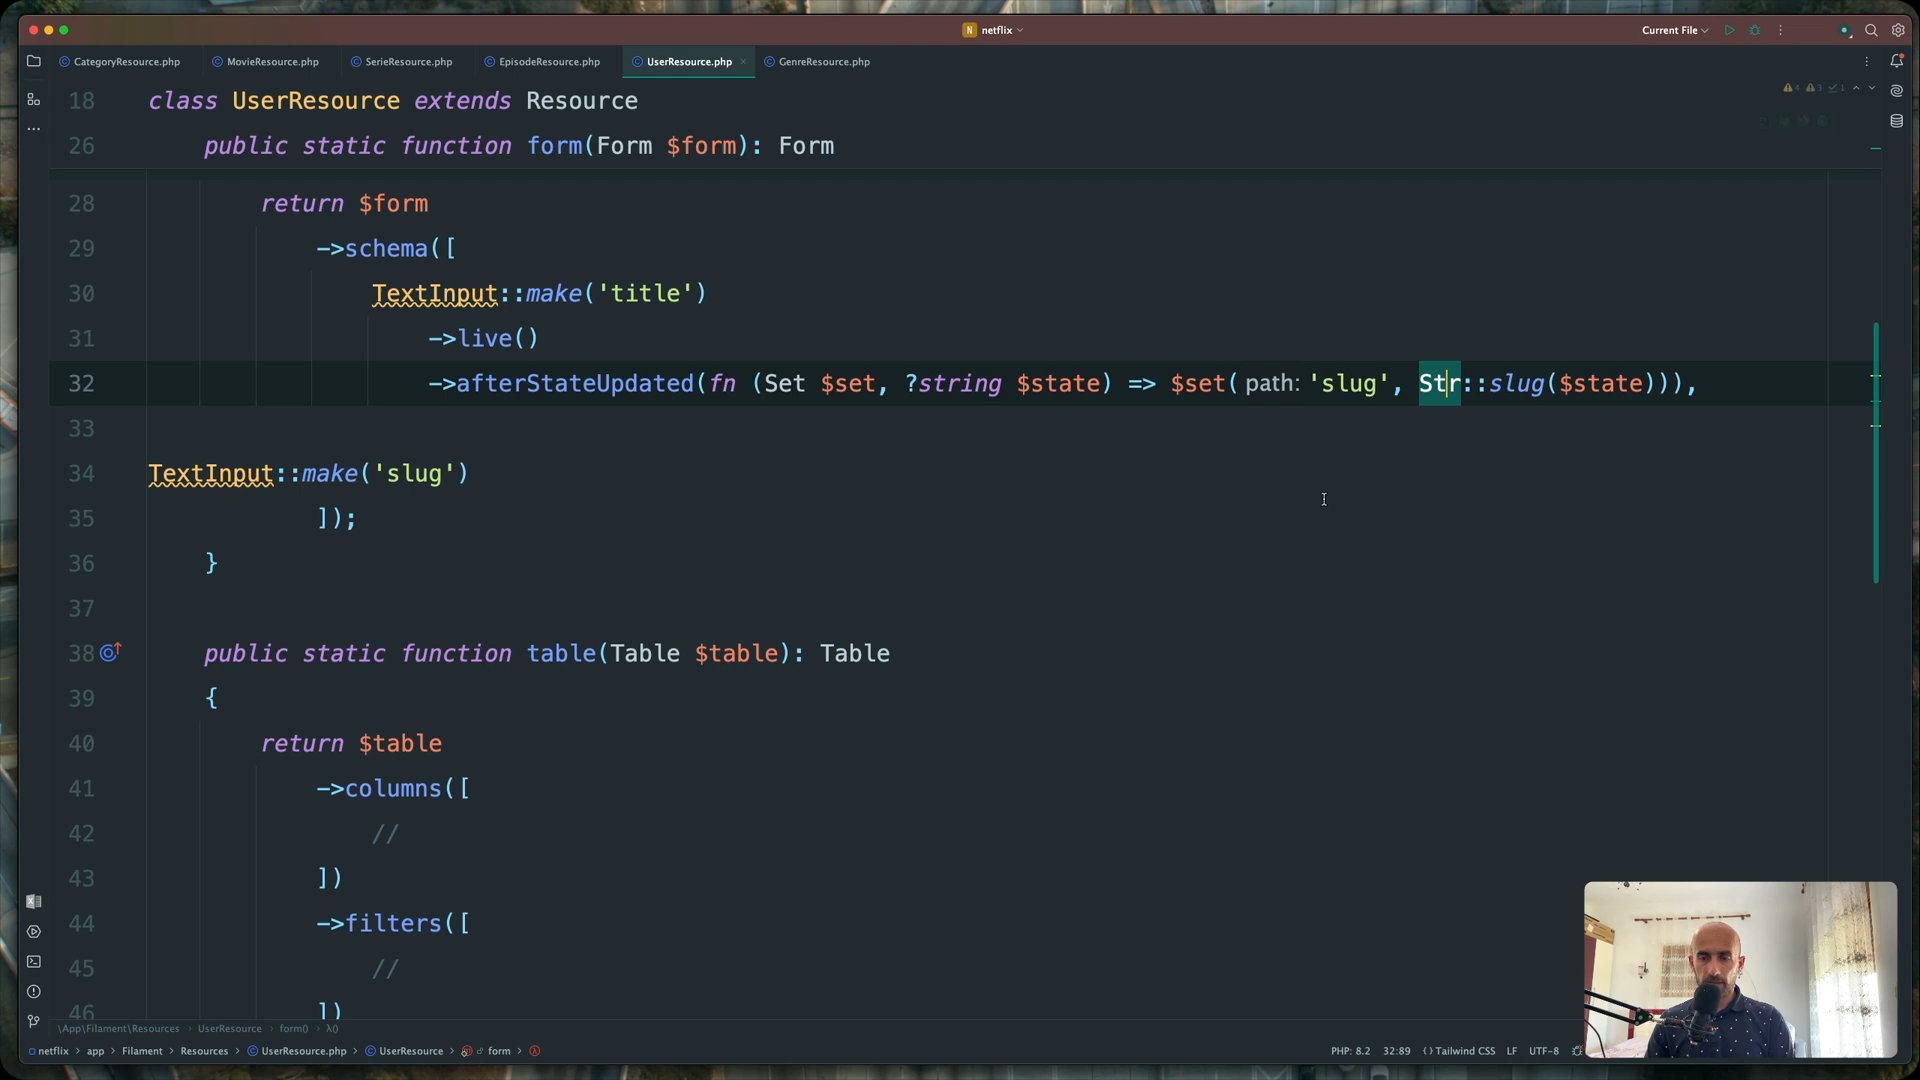 N netflix
Current File
CategoryResource.php
MovieResource.php
SerieResource.php
EpisodeResource.php
UserResource.php
GenreResource.php
18 class UserResource extends Resource
26 public static function form(Form $form): Form
28 return $form
29 ->schema([
30 TextInput::make('title')
31 ->live()
32 ->afterStateUpdated(fn (Set $set, ?string $state) => $set( path: 'slug', Str::slug($state))),
33
34 TextInput::make('slug')
35 ]);
36 }
37
38 public static function table(Table $table): Table
39 {
40 return $table
41 ->columns([
42 //
43 ])
44 ->filters([
45 //
46 ])
\App\Filament\Resources > UserResource > form() > λ()
netflix > app > Filament > Resources > UserResource.php > UserResource > form >
PHP: 8.2 32:89 Tailwind CSS LF UTF-8